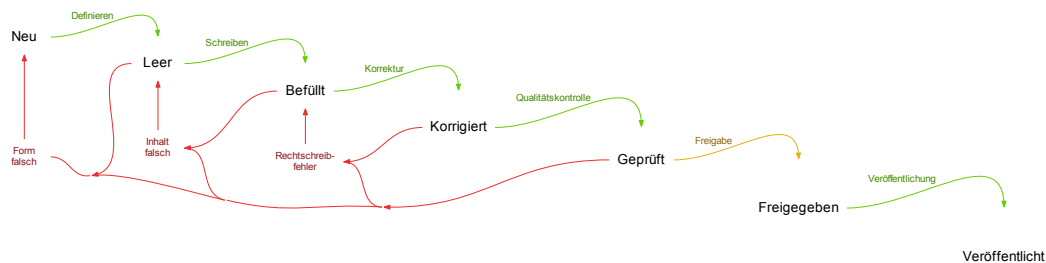 Definieren
Neu
Schreiben
Leer
Korrektur
Befüllt
Qualitätskontrolle
Korrigiert
Inhalt
falsch
Form
falsch
Rechtschreib-
fehler
Freigabe
Geprüft
Veröffentlichung
Freigegeben
Veröffentlicht